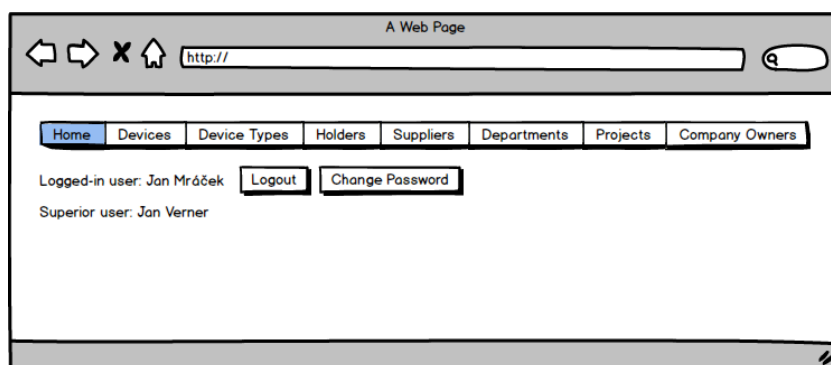 A Web Page
http://
Home Devices Device Types Holders Suppliers Departments Projects Company Owners
Logged-in user: Jan Mráček Logout Change Password
Superior user: Jan Verner